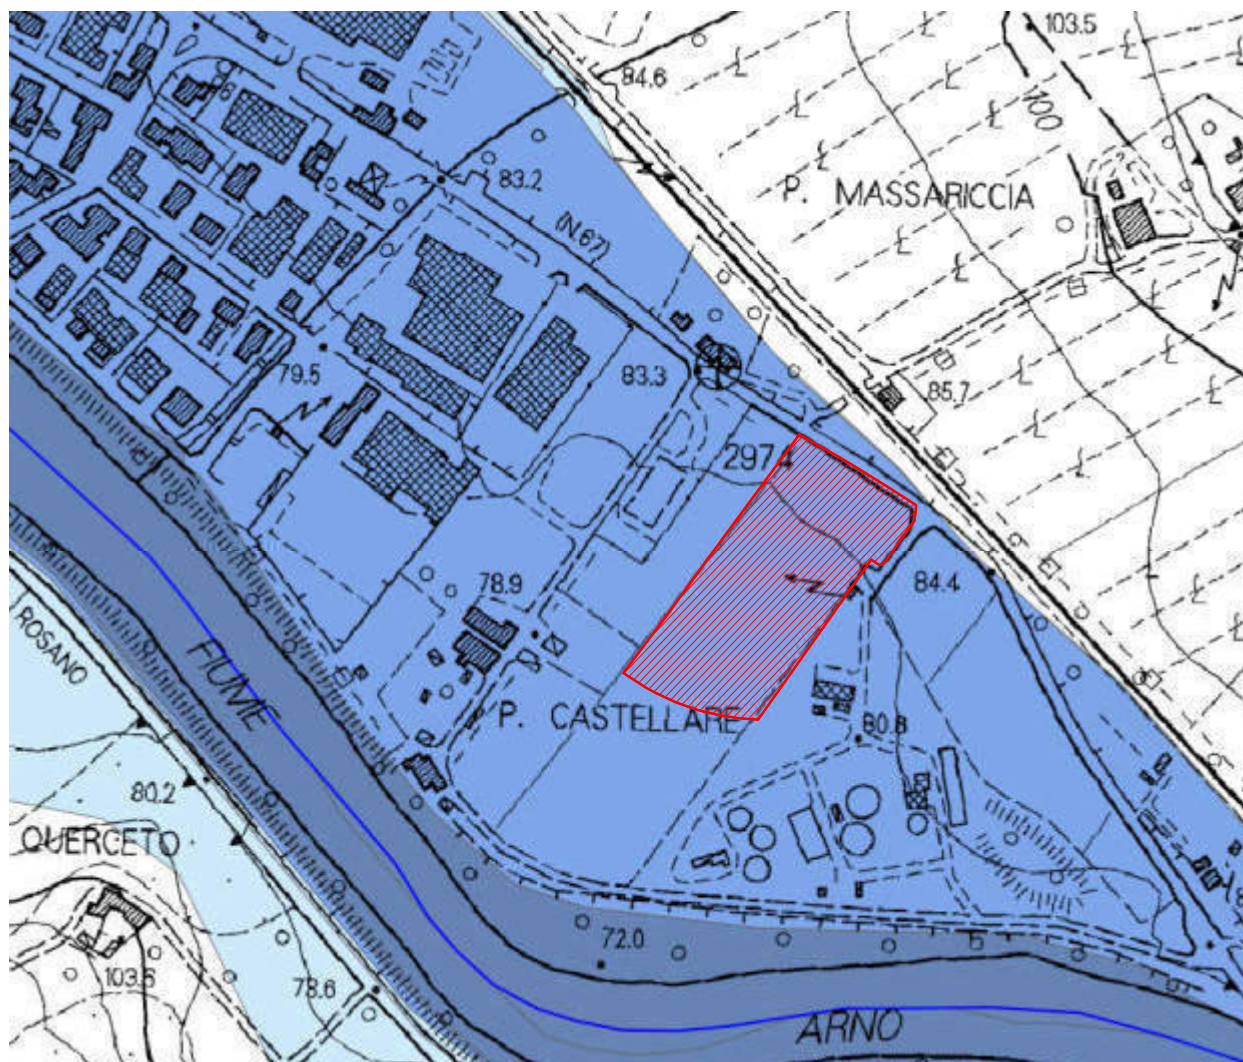 103.5
84.6
100
83.2
P. MASSARICCIA
(N.67)
79.5
83.3
85.7
297.4
78.9
84.4
ROSANO
FIUME
P. CASTELLARE
80.8
80.2
QUERCETO
72.0
103.6
78.6
ARNO